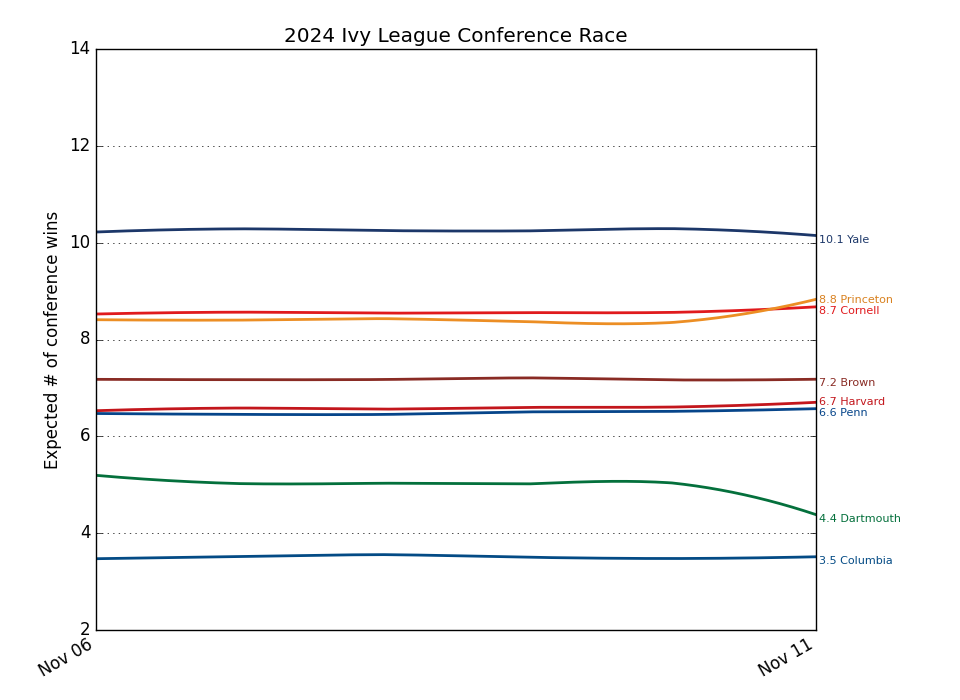 2024 Ivy League Conference Race
Expected # of conference wins
14
12
10
8
6
4
2
10.1 Yale
8.8 Princeton
8.7 Cornell
7.2 Brown
6.7 Harvard
6.6 Penn
4.4 Dartmouth
3.5 Columbia
Nov 06
Nov 11